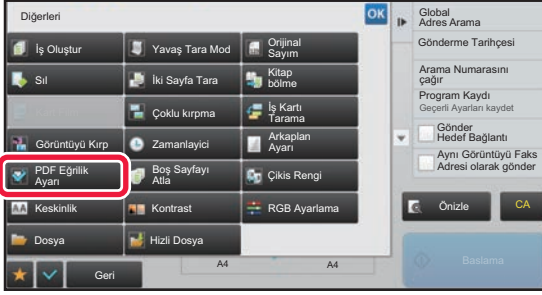 Diğerleri
OK
İş Oluştur
Yavaş Tara Mod
Orijinal
Sayım
Sıl
İki Sayfa Tara
Kitap
bölme
Çoklu kırpma
İş Kartı
Tarama
Görüntüyü Kırp
Zamanlayici
Arkaplan
Ayarı
PDF Eğrilik
Ayarı
Boş Sayfayı
Atla
Çikis Rengi
Keskinlik
Kontrast
RGB Ayarlama
Dosya
Hizli Dosya
Geri
A4
A4
Global
Adres Arama
Gönderme Tarihçesi
Arama Numarasını
çağır
Program Kaydı
Geçerli Ayarları kaydet
Gönder
Hedef Bağlantı
Aynı Görüntüyü Faks
Adresi olarak gönder
Önizle
CA
Baslama